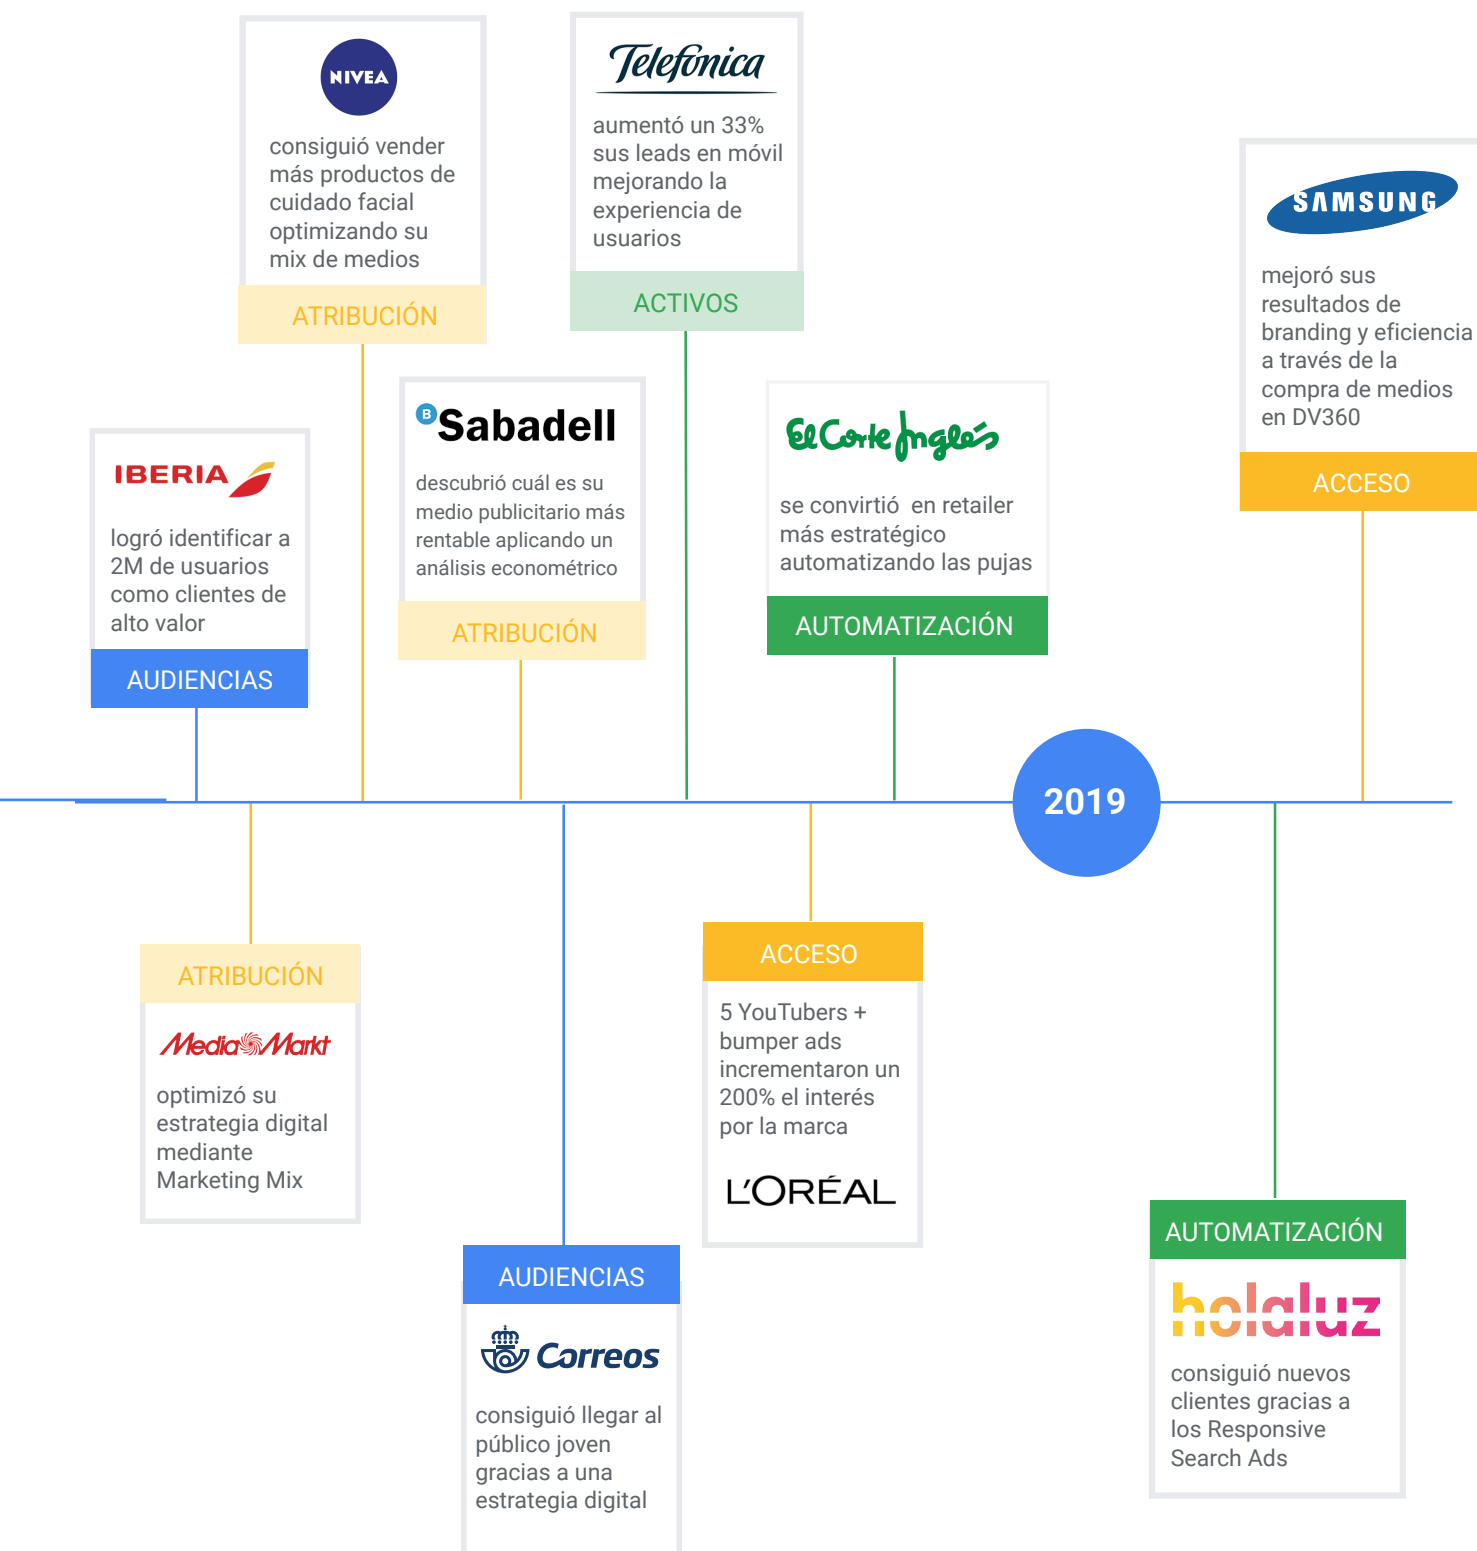 NIVEA
consiguió vender
más productos de
cuidado facial
optimizando su
mix de medios
ATRIBUCIÓN
Telefónica
aumentó un 33%
sus leads en móvil
mejorando la
experiencia de
usuarios
ACTIVOS
SAMSUNG
mejoró sus
resultados de
branding y eficiencia
a través de la
compra de medios
en DV360
ACCESO
IBERIA
logró identificar a
2M de usuarios
como clientes de
alto valor
AUDIENCIAS
B Sabadell
descubrió cuál es su
medio publicitario más
rentable aplicando un
análisis econométrico
ATRIBUCIÓN
El Corte Inglés
se convirtió en retailer
más estratégico
automatizando las pujas
AUTOMATIZACIÓN
2019
ATRIBUCIÓN
MediaMarkt
optimizó su
estrategia digital
mediante
Marketing Mix
AUDIENCIAS
Correos
consiguió llegar al
público joven
gracias a una
estrategia digital
ACCESO
5 YouTubers +
bumper ads
incrementaron un
200% el interés
por la marca
L'ORÉAL
AUTOMATIZACIÓN
holaluz
consiguió nuevos
clientes gracias a
los Responsive
Search Ads